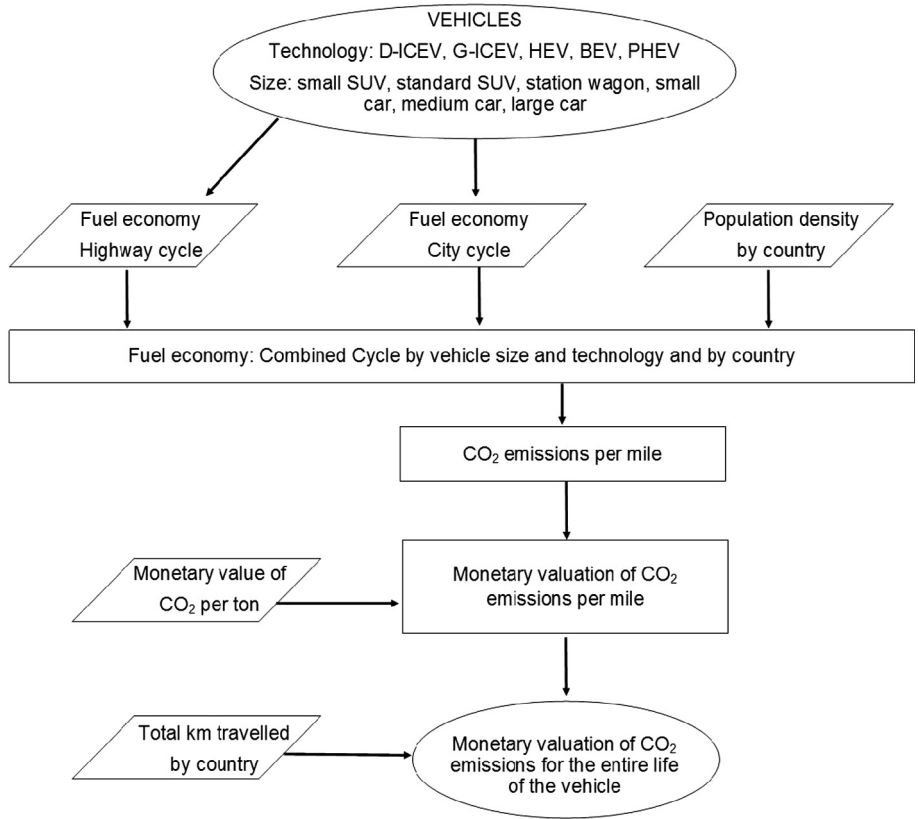 VEHICLES
Technology: D-ICEV, G-ICEV, HEV, BEV, PHEV
Size: small SUV, standard SUV, station wagon, small
car, medium car, large car
Fuel economy
Highway cycle
Fuel economy
City cycle
Population density
by country
Fuel economy: Combined Cycle by vehicle size and technology and by country
CO₂ emissions per mile
Monetary value of
CO₂ per ton
Monetary valuation of CO₂
emissions per mile
Total km travelled
by country
Monetary valuation of CO₂
emissions for the entire life
of the vehicle